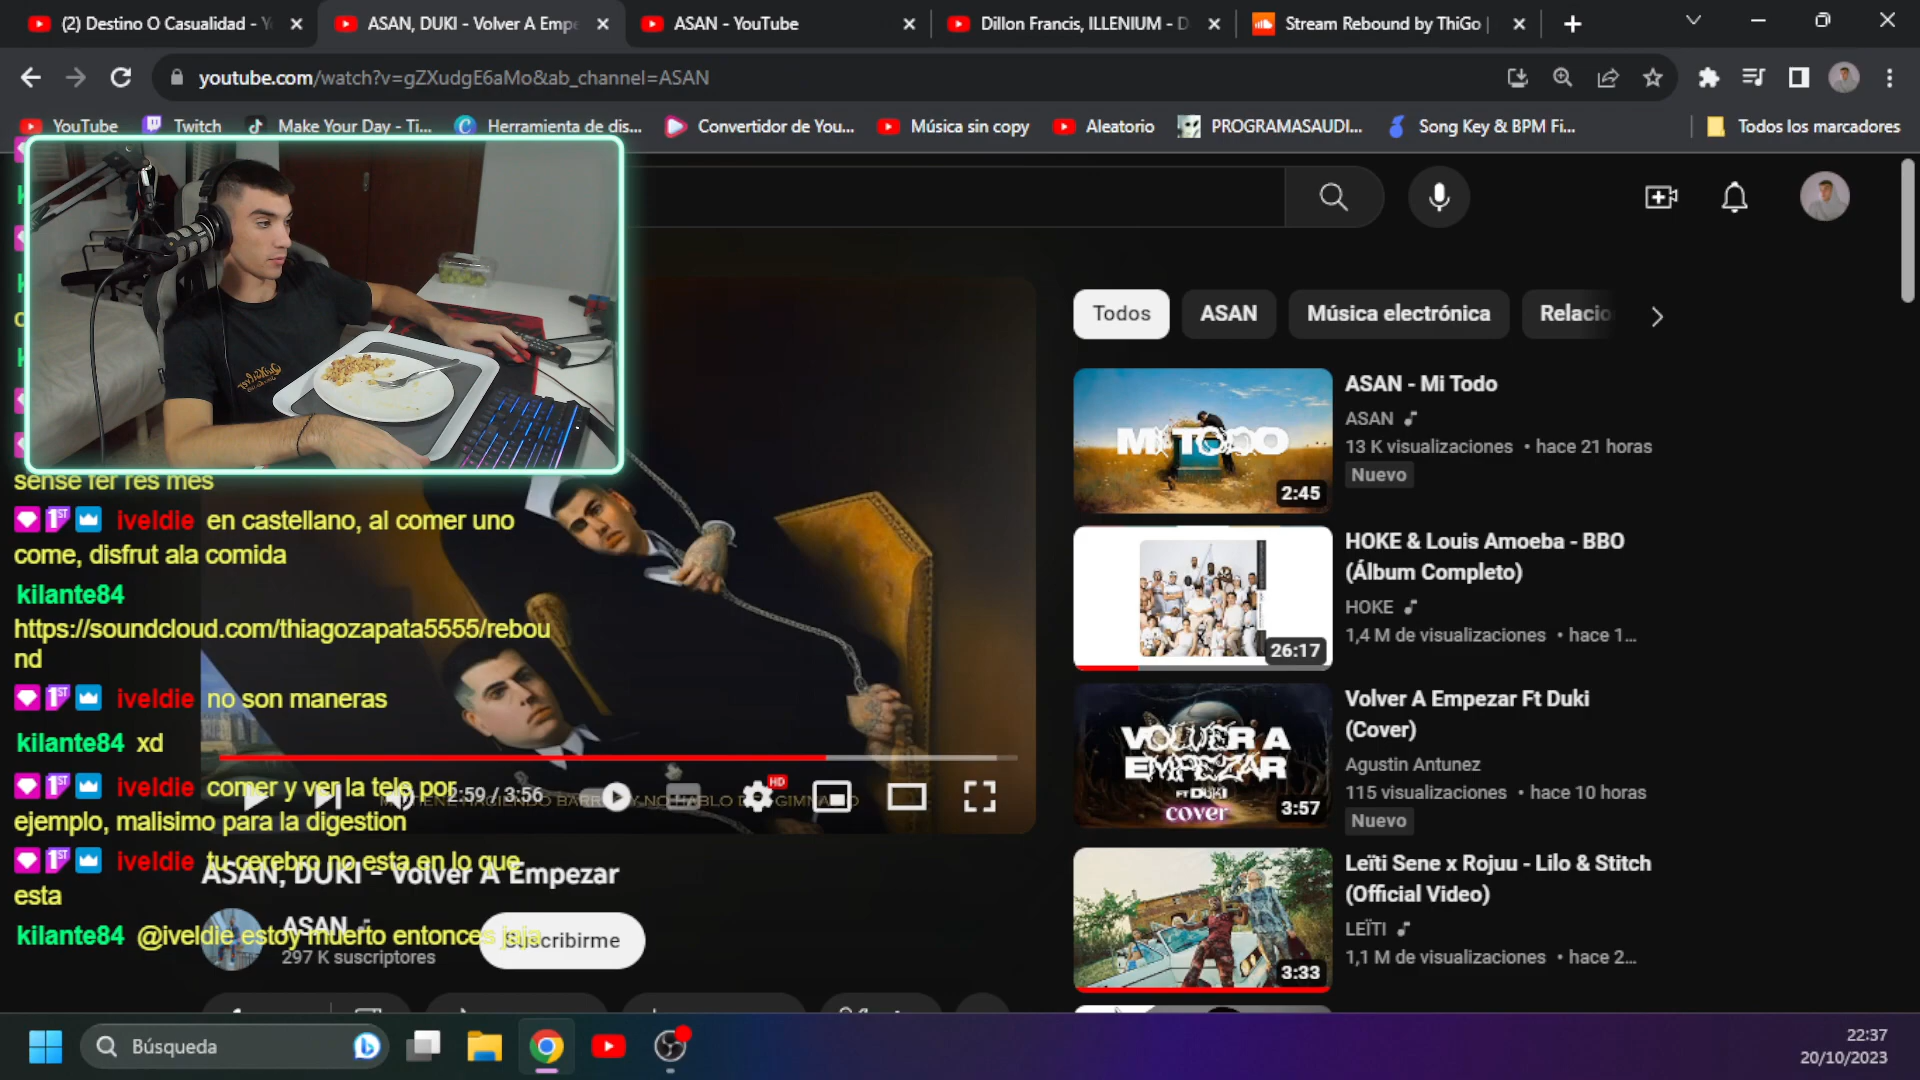 (2) Destino O Casualidad - Y
ASAN, DUKI - Volver A Empe
ASAN - YouTube
Dillon Francis, ILLENIUM - D
Stream Rebound by ThiGo |
youtube.com/watch?v=gZXudgE6aMo&ab_channel=ASAN
YouTube
Twitch
Make Your Day - Ti...
Herramienta de dis...
Convertidor de You...
Música sin copy
Aleatorio
PROGRAMASAUDI...
Song Key & BPM Fi...
Todos los marcadores
sense fer res mes
iveldie en castellano, al comer uno
come, disfrut ala comida
kilante84
https://soundcloud.com/thiagozapata5555/rebou
nd
iveldie no son maneras
kilante84 xd
iveldie comer y ver la tele por
ejemplo, malisimo para la digestion
iveldie tu cerebro no esta en lo que
esta
kilante84 @iveldie estoy muerto entonces jaja
2:59 / 3:56
HD
ASAN, DUKI - Volver A Empezar
ASAN
297 K suscriptores
Suscribirme
Todos
ASAN
Música electrónica
Relacio
MI TODO
2:45
ASAN - Mi Todo
ASAN
13 K visualizaciones • hace 21 horas
Nuevo
26:17
HOKE & Louis Amoeba - BBO
(Álbum Completo)
HOKE
1,4 M de visualizaciones • hace 1...
VOLVER A
EMPEZAR
FT DUKI
cover
3:57
Volver A Empezar Ft Duki
(Cover)
Agustin Antunez
115 visualizaciones • hace 10 horas
Nuevo
3:33
Leïti Sene x Rojuu - Lilo & Stitch
(Official Video)
LEÏTI
1,1 M de visualizaciones • hace 2...
Búsqueda
22:37
20/10/2023